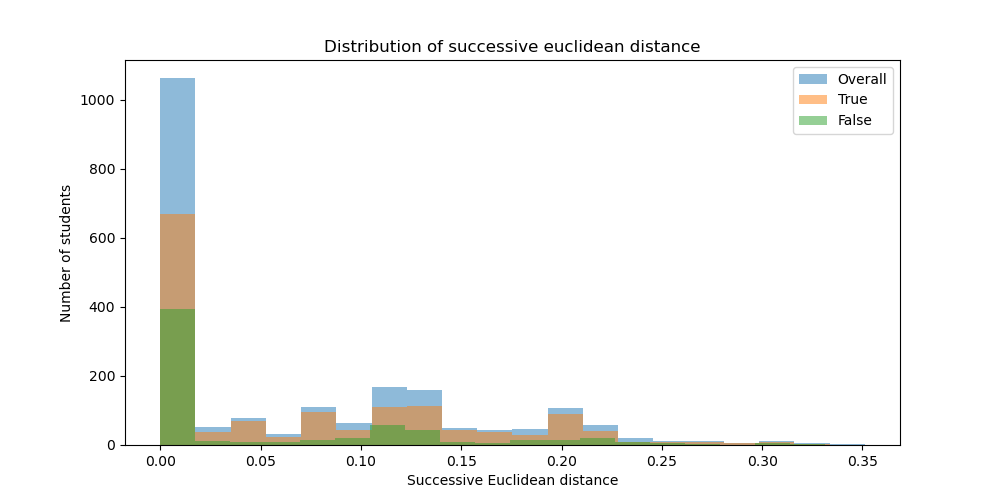 Distribution of successive euclidean distance
Overall
True
False
1000
800
600
400
200
0
Number of students
0.00 0.05 0.10 0.15 0.20 0.25 0.30 0.35
Successive Euclidean distance